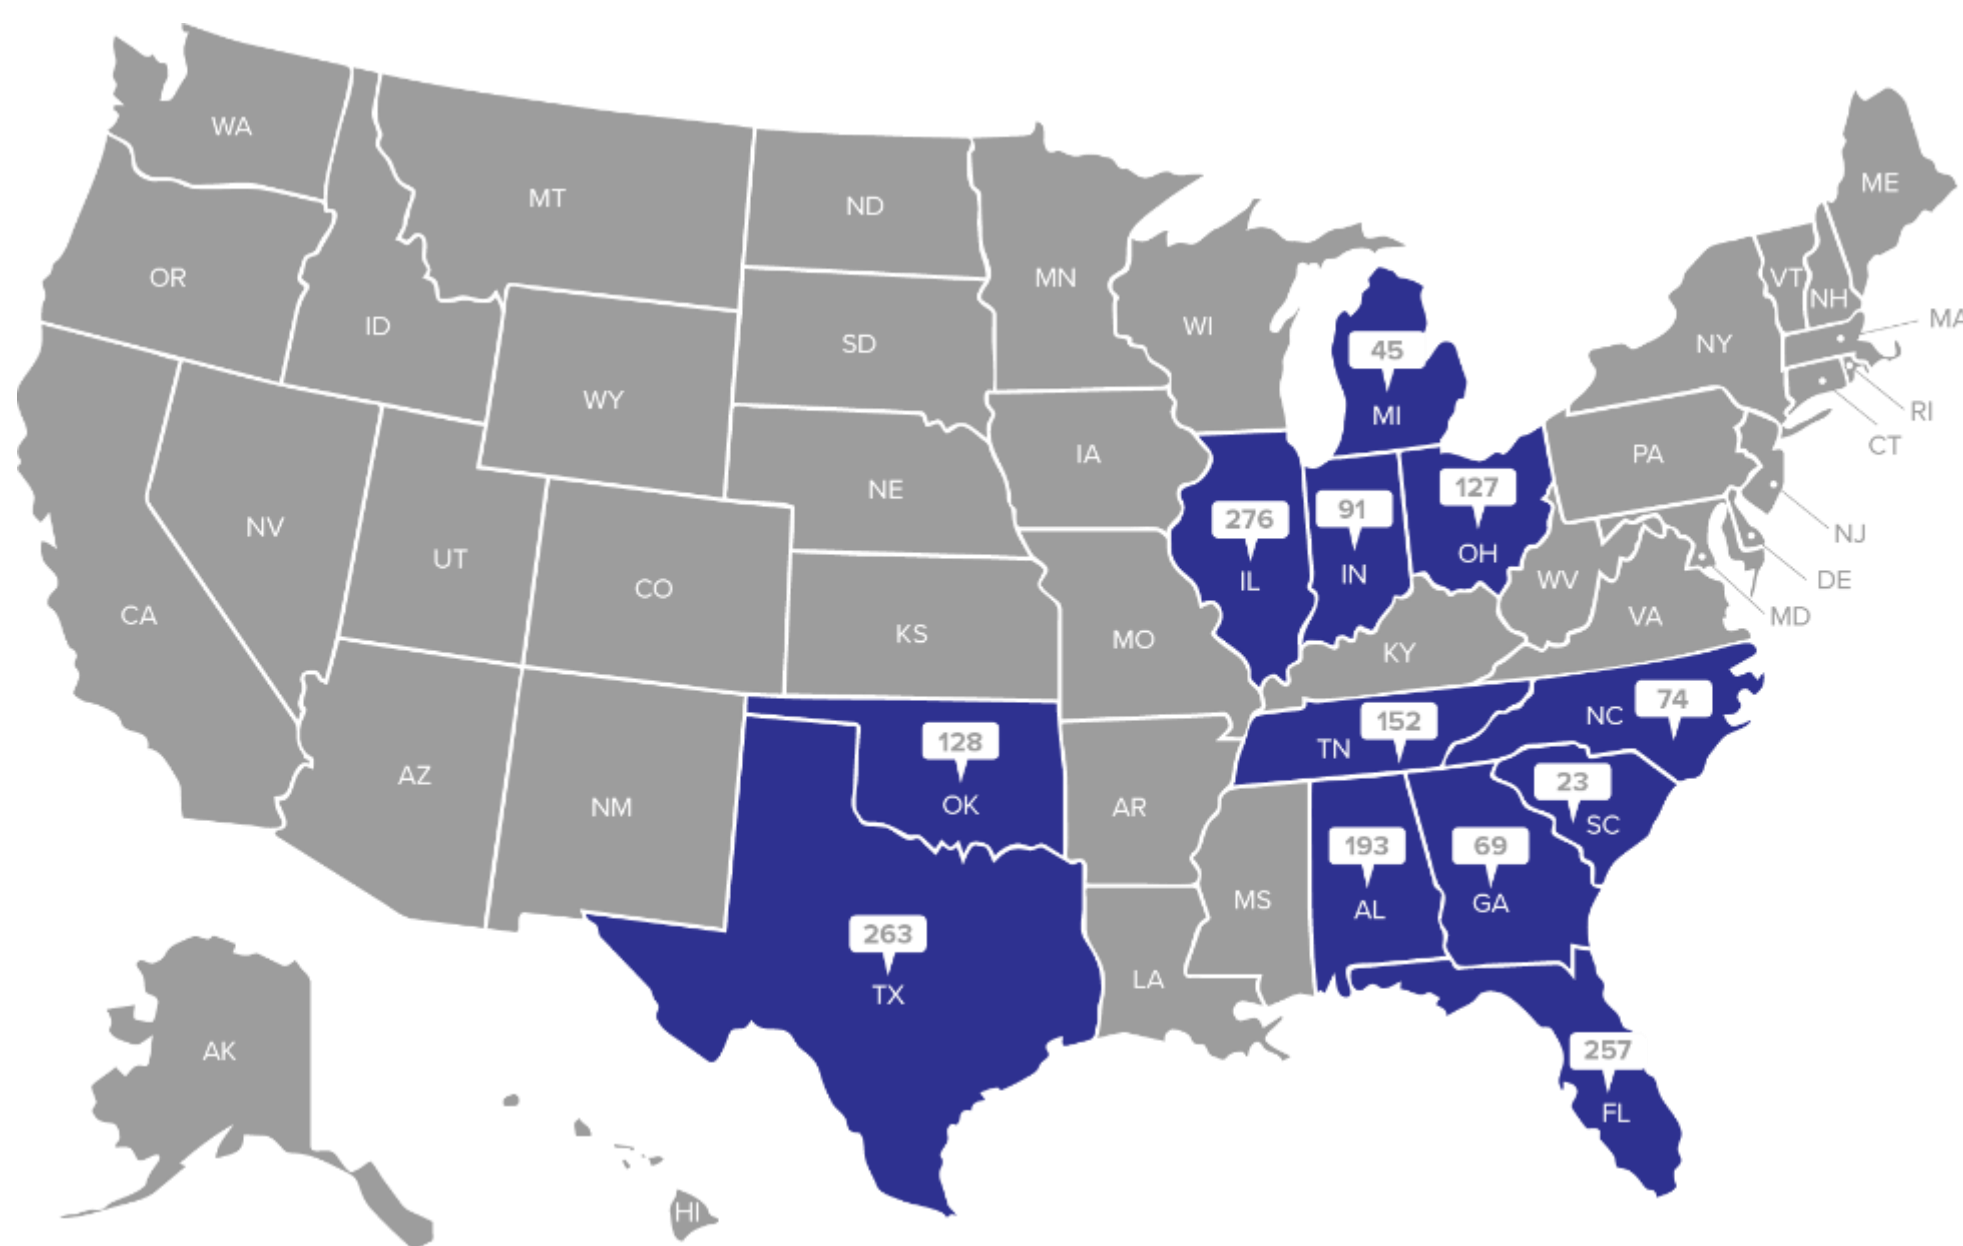 WA
MT
ND
MN
ME
OR
ID
SD
WI
VT
NH
MA
WY
45
MI
NY
RI
CT
NV
UT
NE
IA
PA
276
IL
91
IN
127
OH
NJ
CA
CO
KS
MO
WV
VA
DE
MD
KY
AZ
NM
128
OK
AR
152
TN
NC
74
23
SC
263
TX
LA
MS
193
AL
69
GA
257
FL
AK
HI